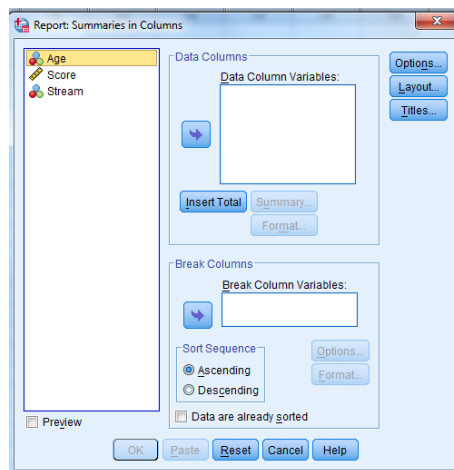 Report: Summaries in Columns
Age
Score
Stream
Data Columns
Data Column Variables:
Insert Total
Summary...
Format...
Options...
Layout...
Titles...
Break Columns
Break Column Variables:
Sort Sequence
Ascending
Descending
Options...
Format...
Data are already sorted
Preview
OK
Paste
Reset
Cancel
Help